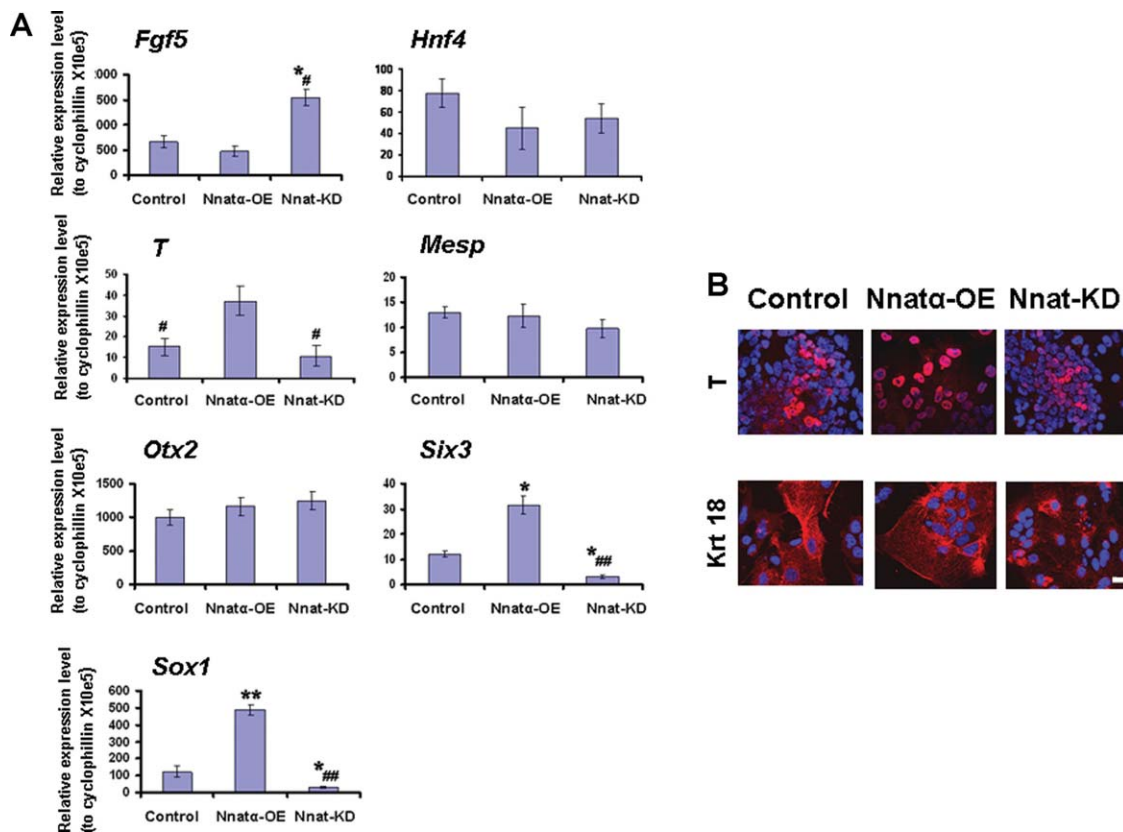 A
Fgf5
Hnf4
Relative expression level
(to cyclophillin X10e5)
000
500
000
500
0
*
#
Control Nnatα-OE Nnat-KD
100
80
60
40
20
0
Control Nnatα-OE Nnat-KD
T
Mesp
Relative expression level
(to cyclophillin X10e5)
50
40
30
20
10
0
#
#
Control Nnatα-OE Nnat-KD
20
15
10
5
0
Control Nnatα-OE Nnat-KD
Otx2
Six3
Relative expression level
(to cyclophillin X10e5)
1500
1000
500
0
Control Nnatα-OE Nnat-KD
40
30
20
10
0
*
*##
Control Nnatα-OE Nnat-KD
Sox1
Relative expression level
(to cyclophillin X10e5)
600
500
400
300
200
100
0
**
*##
Control Nnatα-OE Nnat-KD
B
Control Nnatα-OE Nnat-KD
T
Krt 18